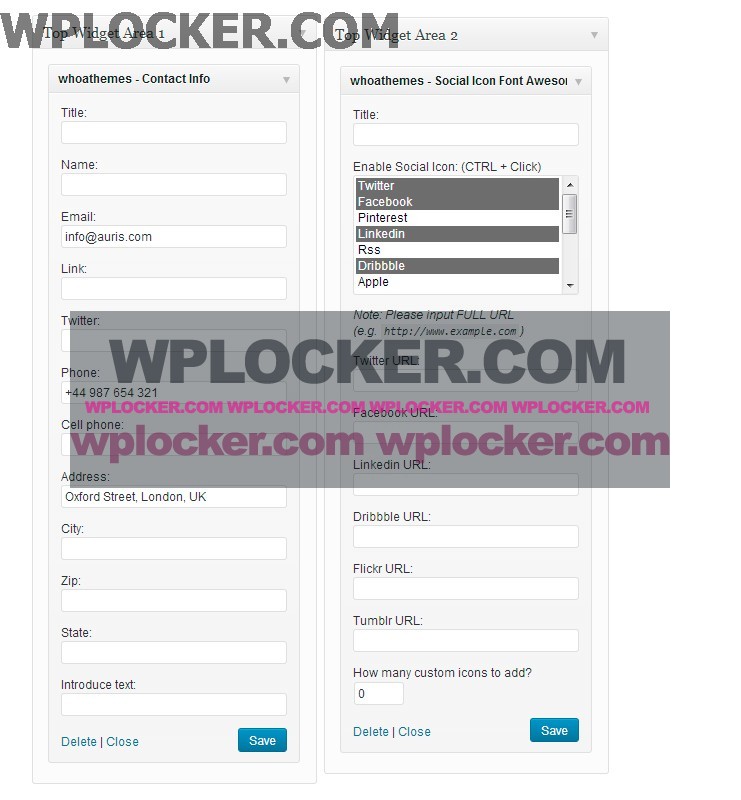 WPLOCKER.COM
Top Widget Area 1
whoathemes - Contact Info
Title:
Name:
Email:
info@auris.com
Link:
Twitter:
Phone:
+44 987 654 321
Cell phone:
Address:
Oxford Street, London, UK
City:
Zip:
State:
Introduce text:
Delete | Close
Save
Top Widget Area 2
whoathemes - Social Icon Font Aweson
Title:
Enable Social Icon: (CTRL + Click)
Twitter
Facebook
Pinterest
Linkedin
Rss
Dribbble
Apple
Note: Please input FULL URL
(e.g. http://www.example.com)
Twitter URL:
Facebook URL:
Linkedin URL:
Dribbble URL:
Flickr URL:
Tumblr URL:
How many custom icons to add?
0
Delete | Close
Save
WPLOCKER.COM
WPLOCKER.COM WPLOCKER.COM WPLOCKER.COM WPLOCKER.COM
wplocker.com wplocker.com